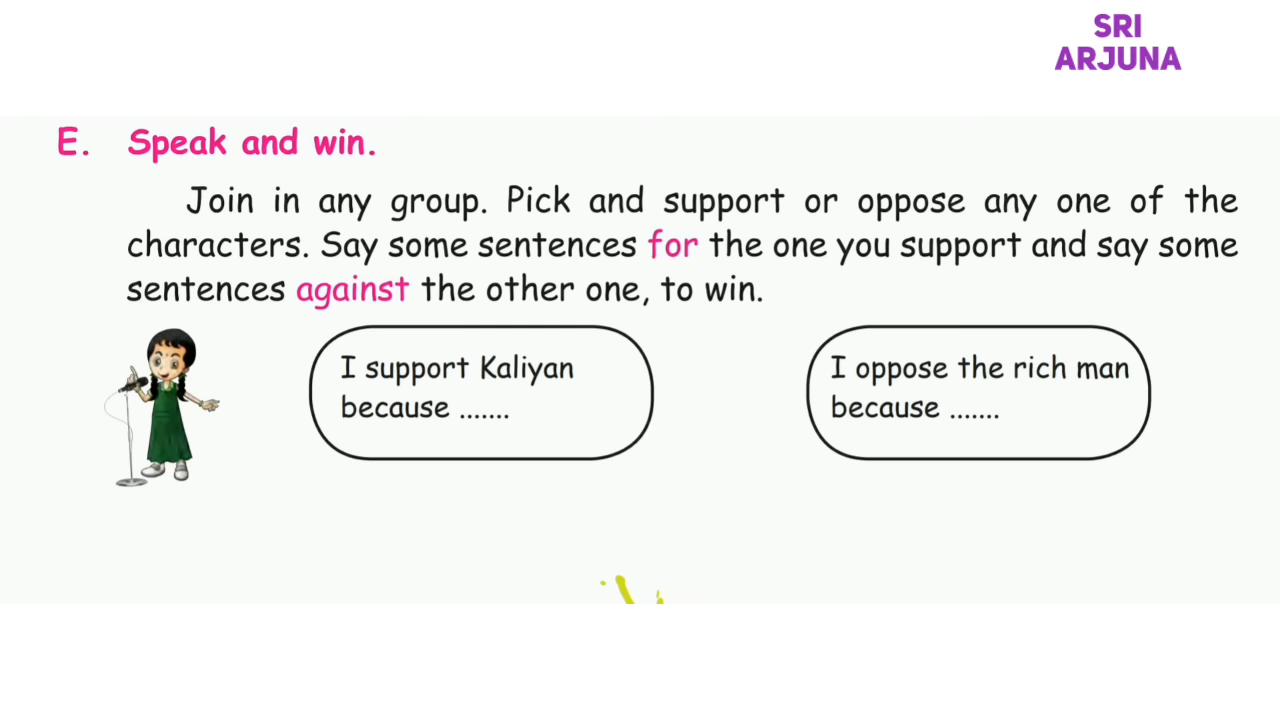 SRI
ARJUNA
E. Speak and win.
Join in any group. Pick and support or oppose any one of the
characters. Say some sentences for the one you support and say some
sentences against the other one, to win.
I support Kaliyan
because .......
I oppose the rich man
because .......